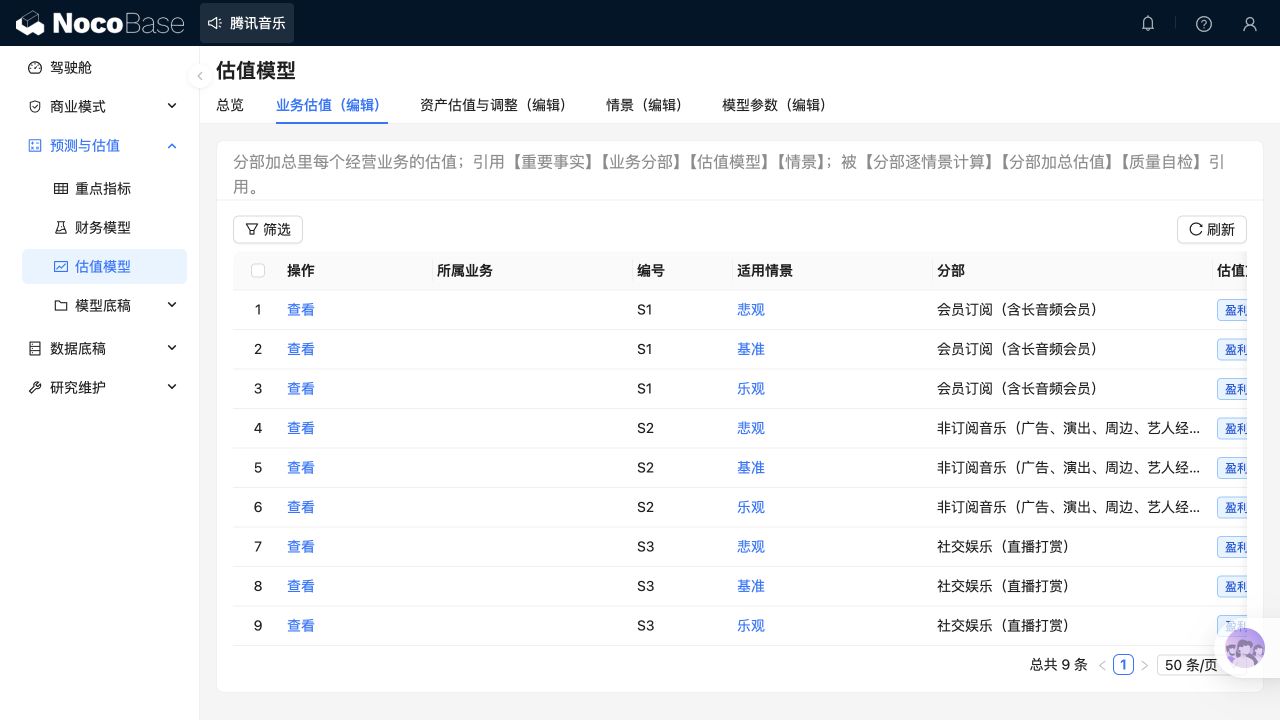 NocoBase
腾讯音乐
驾驶舱
商业模式
预测与估值
重点指标
财务模型
估值模型
模型底稿
数据底稿
研究维护
估值模型
总览 业务估值（编辑） 资产估值与调整（编辑） 情景（编辑） 模型参数（编辑）
分部加总里每个经营业务的估值；引用【重要事实】【业务分部】【估值模型】【情景】；被【分部逐情景计算】【分部加总估值】【质量自检】引
用。
筛选 刷新
操作 所属业务 编号 适用情景 分部 估值
1 查看 S1 悲观 会员订阅（含长音频会员） 盈利
2 查看 S1 基准 会员订阅（含长音频会员） 盈利
3 查看 S1 乐观 会员订阅（含长音频会员） 盈利
4 查看 S2 悲观 非订阅音乐（广告、演出、周边、艺人经... 盈利
5 查看 S2 基准 非订阅音乐（广告、演出、周边、艺人经... 盈利
6 查看 S2 乐观 非订阅音乐（广告、演出、周边、艺人经... 盈利
7 查看 S3 悲观 社交娱乐（直播打赏） 盈利
8 查看 S3 基准 社交娱乐（直播打赏） 盈利
9 查看 S3 乐观 社交娱乐（直播打赏） 盈利
总共 9 条 1 50 条/页